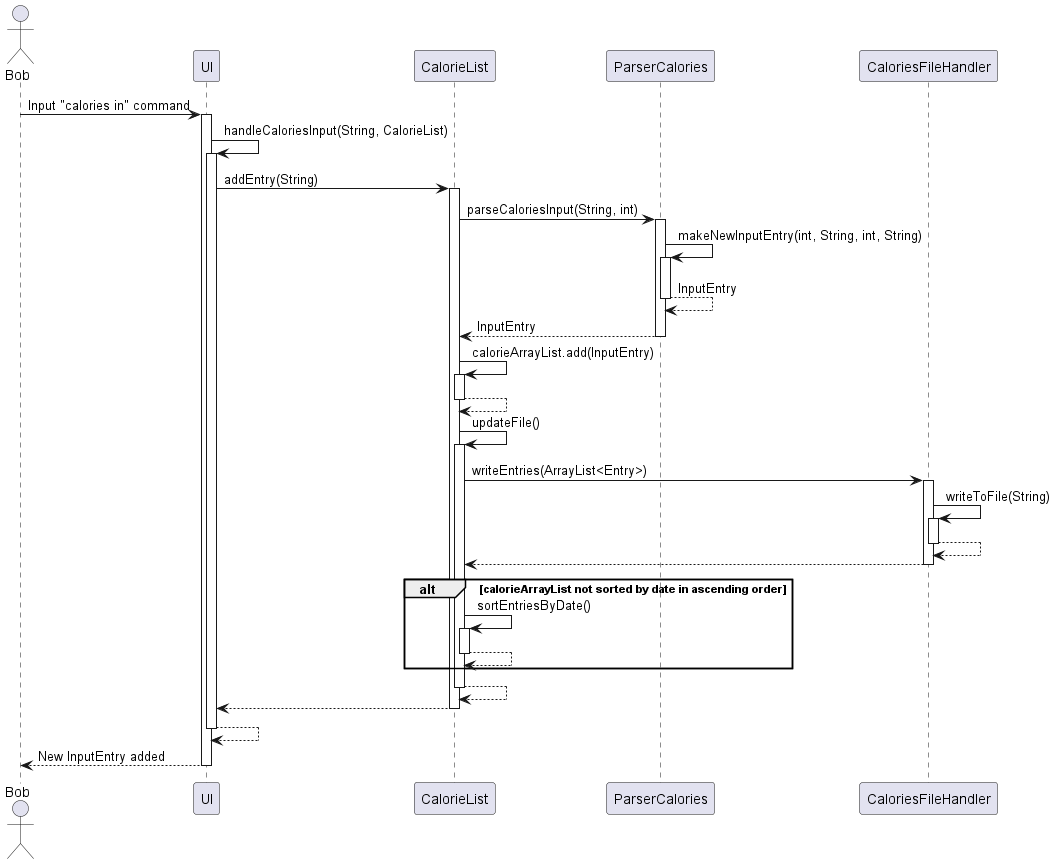 Bob
UI
CalorieList
ParserCalories
CaloriesFileHandler
Input "calories in" command
handleCaloriesInput(String, CalorieList)
addEntry(String)
parseCaloriesInput(String, int)
makeNewInputEntry(int, String, int, String)
InputEntry
InputEntry
calorieArrayList.add(InputEntry)
updateFile()
writeEntries(ArrayList<Entry>)
writeToFile(String)
alt
[calorieArrayList not sorted by date in ascending order]
sortEntriesByDate()
New InputEntry added
Bob
UI
CalorieList
ParserCalories
CaloriesFileHandler